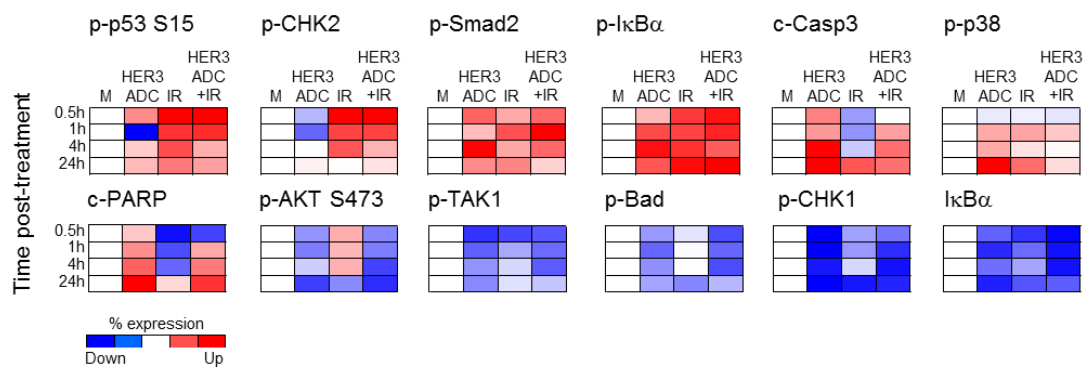 p-p53 S15 p-CHK2 p-Smad2 p-IκBα c-Casp3 p-p38
HER3 HER3 HER3 HER3 HER3 HER3
HER3 ADC HER3 ADC HER3 ADC HER3 ADC HER3 ADC HER3 ADC
M ADC IR +IR M ADC IR +IR M ADC IR +IR M ADC IR +IR M ADC IR +IR M ADC IR +IR
0.5h
1h
4h
24h
Time post-treatment
c-PARP p-AKT S473 p-TAK1 p-Bad p-CHK1 IκBα
0.5h
1h
4h
24h
% expression
Down Up